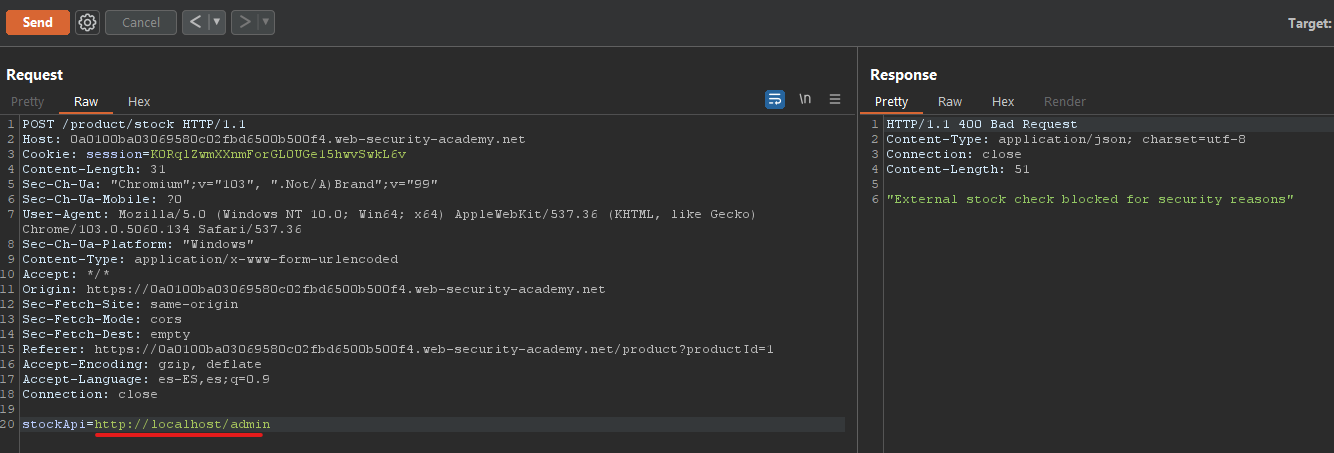 Send Cancel < > Target:
Request
Pretty Raw Hex \n
1 POST /product/stock HTTP/1.1
2 Host: 0a0100ba03069580c02fbd6500b500f4.web-security-academy.net
3 Cookie: session=K0RqlZwmXXnmForGL0UGe15hwvSwkL6v
4 Content-Length: 31
5 Sec-Ch-Ua: "Chromium";v="103", ".Not/A)Brand";v="99"
6 Sec-Ch-Ua-Mobile: ?0
7 User-Agent: Mozilla/5.0 (Windows NT 10.0; Win64; x64) AppleWebKit/537.36 (KHTML, like Gecko)
Chrome/103.0.5060.134 Safari/537.36
8 Sec-Ch-Ua-Platform: "Windows"
9 Content-Type: application/x-www-form-urlencoded
10 Accept: */*
11 Origin: https://0a0100ba03069580c02fbd6500b500f4.web-security-academy.net
12 Sec-Fetch-Site: same-origin
13 Sec-Fetch-Mode: cors
14 Sec-Fetch-Dest: empty
15 Referer: https://0a0100ba03069580c02fbd6500b500f4.web-security-academy.net/product?productId=1
16 Accept-Encoding: gzip, deflate
17 Accept-Language: es-ES,es;q=0.9
18 Connection: close
19
20 stockApi=http://localhost/admin
Response
Pretty Raw Hex Render
1 HTTP/1.1 400 Bad Request
2 Content-Type: application/json; charset=utf-8
3 Connection: close
4 Content-Length: 51
5
6 "External stock check blocked for security reasons"